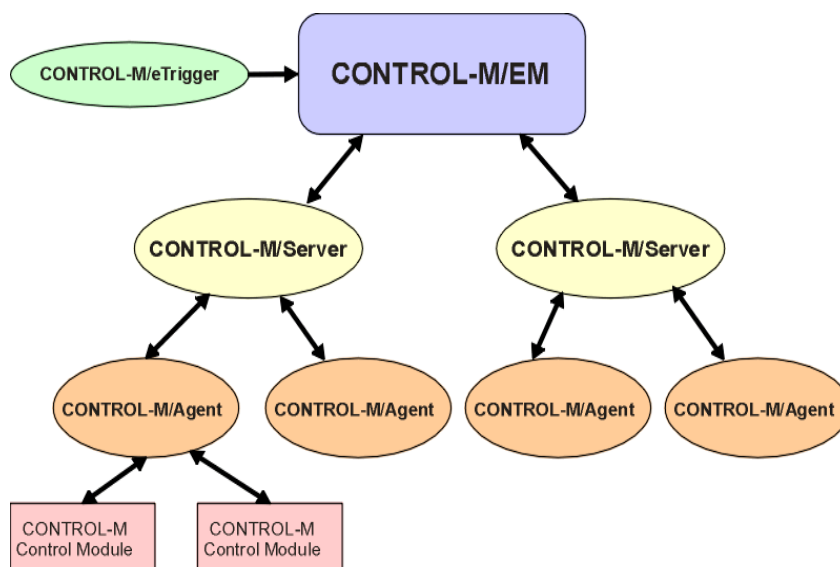 CONTROL-M/eTrigger
CONTROL-M/EM
CONTROL-M/Server
CONTROL-M/Server
CONTROL-M/Agent
CONTROL-M/Agent
CONTROL-M/Agent
CONTROL-M/Agent
CONTROL-M
Control Module
CONTROL-M
Control Module